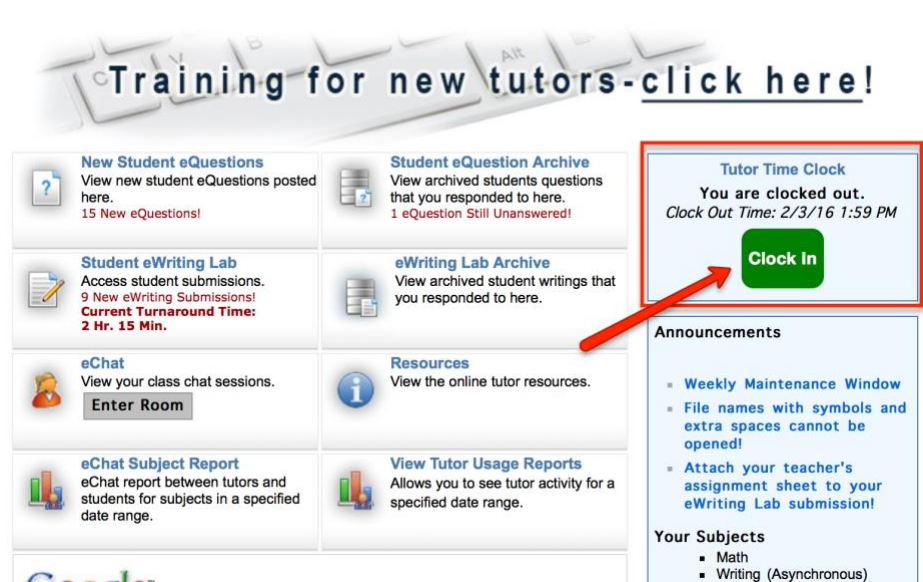 Training for new tutors-click here!
New Student eQuestions
View new student eQuestions posted
here.
15 New eQuestions!
Student eQuestion Archive
View archived students questions
that you responded to here.
1 eQuestion Still Unanswered!
Student eWriting Lab
Access student submissions.
9 New eWriting Submissions!
Current Turnaround Time:
2 Hr. 15 Min.
eWriting Lab Archive
View archived student writings that
you responded to here.
eChat
View your class chat sessions.
Enter Room
Resources
View the online tutor resources.
eChat Subject Report
eChat report between tutors and
students for subjects in a specified
date range.
View Tutor Usage Reports
Allows you to see tutor activity for a
specified date range.
Tutor Time Clock
You are clocked out.
Clock Out Time: 2/3/16 1:59 PM
Clock In
Announcements
Weekly Maintenance Window
File names with symbols and
extra spaces cannot be
opened!
Attach your teacher's
assignment sheet to your
eWriting Lab submission!
Your Subjects
Math
Writing (Asynchronous)